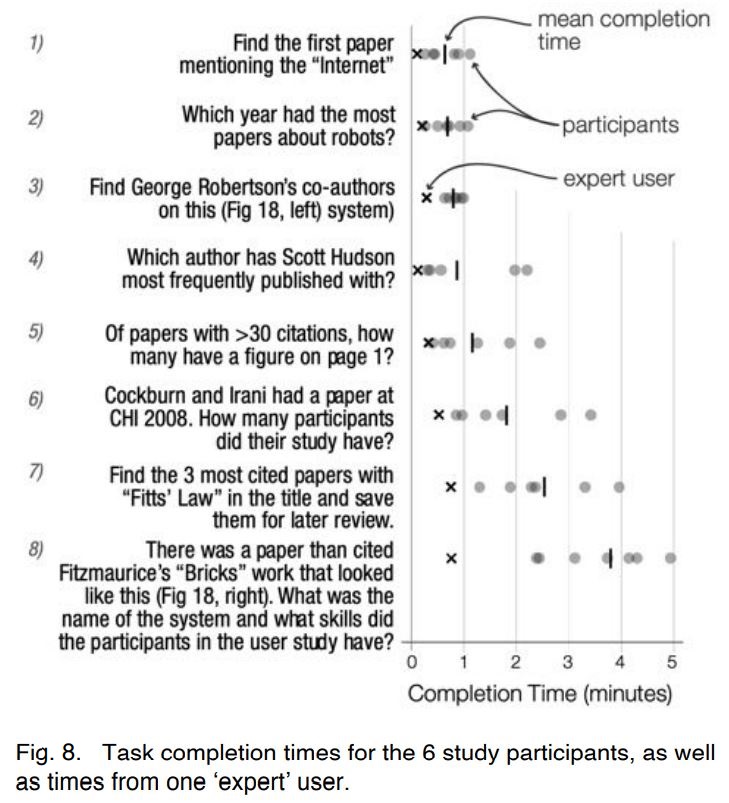 mean completion
time
1)
Find the first paper
mentioning the “Internet”
2)
Which year had the most
papers about robots?
participants
3)
Find George Robertson's co-authors
on this (Fig 18, left) system)
expert user
4)
Which author has Scott Hudson
most frequently published with?
5)
Of papers with >30 citations, how
many have a figure on page 1?
6)
Cockburn and Irani had a paper at
CHI 2008. How many participants
did their study have?
7)
Find the 3 most cited papers with
“Fitts’ Law” in the title and save
them for later review.
8)
There was a paper than cited
Fitzmaurice’s “Bricks” work that looked
like this (Fig 18, right). What was the
name of the system and what skills did
the participants in the user study have?
0 1 2 3 4 5
Completion Time (minutes)
Fig. 8. Task completion times for the 6 study participants, as well
as times from one ‘expert’ user.